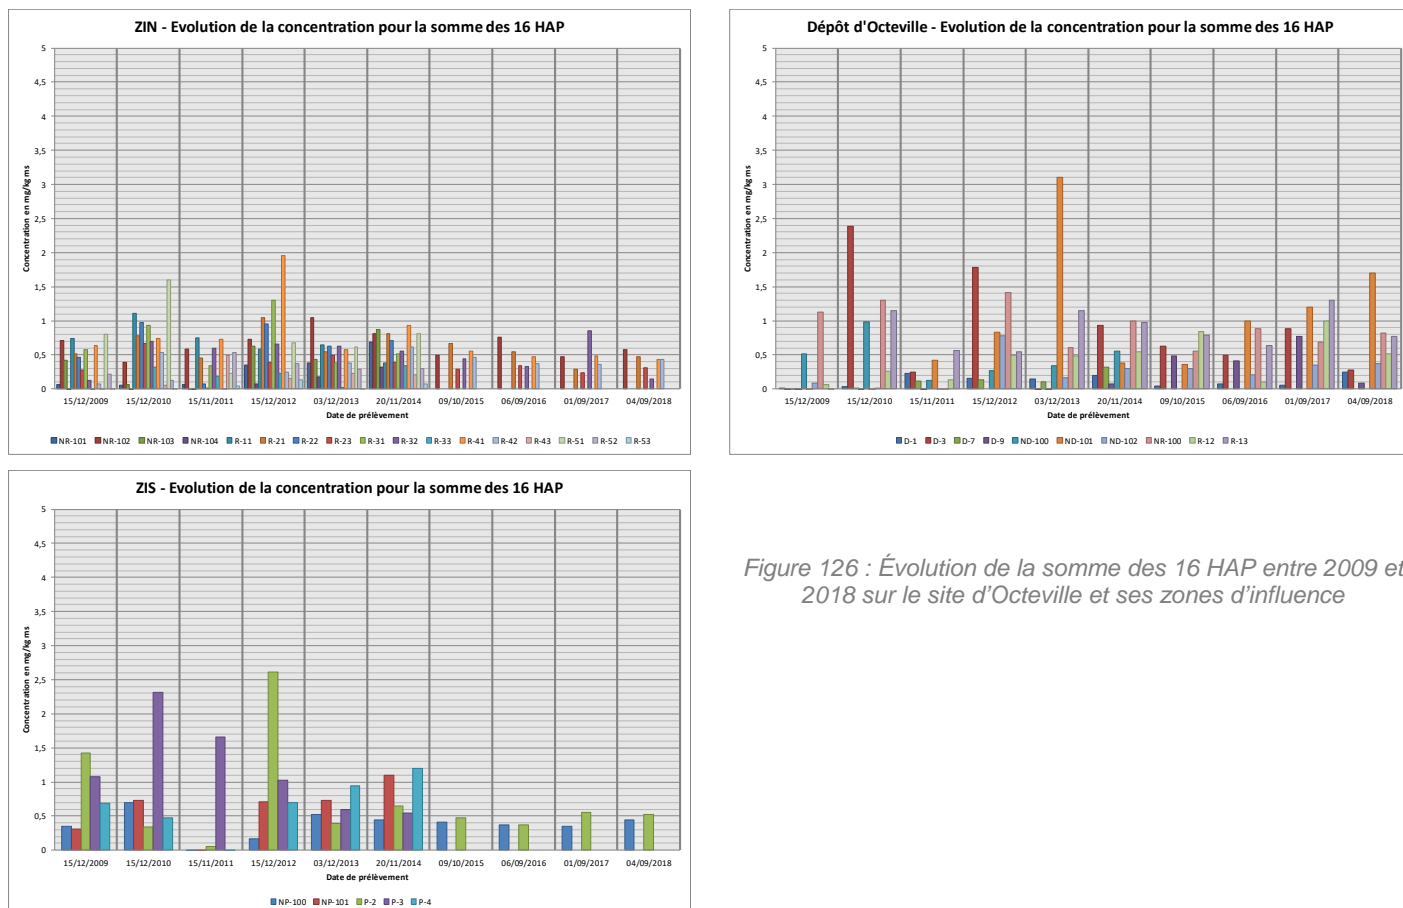 ZIN - Evolution de la concentration pour la somme des 16 HAP
Concentration en mg/kg ms
5
4,5
4
3,5
3
2,5
2
1,5
1
0,5
0
15/12/2009 15/12/2010 15/11/2011 15/12/2012 03/12/2013 20/11/2014 09/10/2015 06/09/2016 01/09/2017 04/09/2018
Date de prélèvement
NR-101 NR-102 NR-103 NR-104 R-11 R-21 R-22 R-23 R-31 R-32 R-33 R-41 R-42 R-43 R-51 R-52 R-53
Dépôt d'Octeville - Evolution de la concentration pour la somme des 16 HAP
Concentration en mg/kg ms
5
4,5
4
3,5
3
2,5
2
1,5
1
0,5
0
15/12/2009 15/12/2010 15/11/2011 15/12/2012 03/12/2013 20/11/2014 09/10/2015 06/09/2016 01/09/2017 04/09/2018
Date de prélèvement
D-1 D-3 D-7 D-9 ND-100 ND-101 ND-102 NR-100 R-12 R-13
ZIS - Evolution de la concentration pour la somme des 16 HAP
Concentration en mg/kg ms
5
4,5
4
3,5
3
2,5
2
1,5
1
0,5
0
15/12/2009 15/12/2010 15/11/2011 15/12/2012 03/12/2013 20/11/2014 09/10/2015 06/09/2016 01/09/2017 04/09/2018
Date de prélèvement
NP-100 NP-101 P-2 P-3 P-4
Figure 126 : Évolution de la somme des 16 HAP entre 2009 et
2018 sur le site d'Octeville et ses zones d'influence